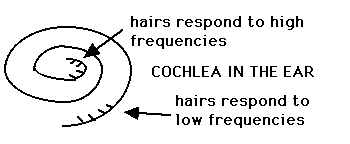 hairs respond to high
frequencies
COCHLEA IN THE EAR
hairs respond to
low frequencies